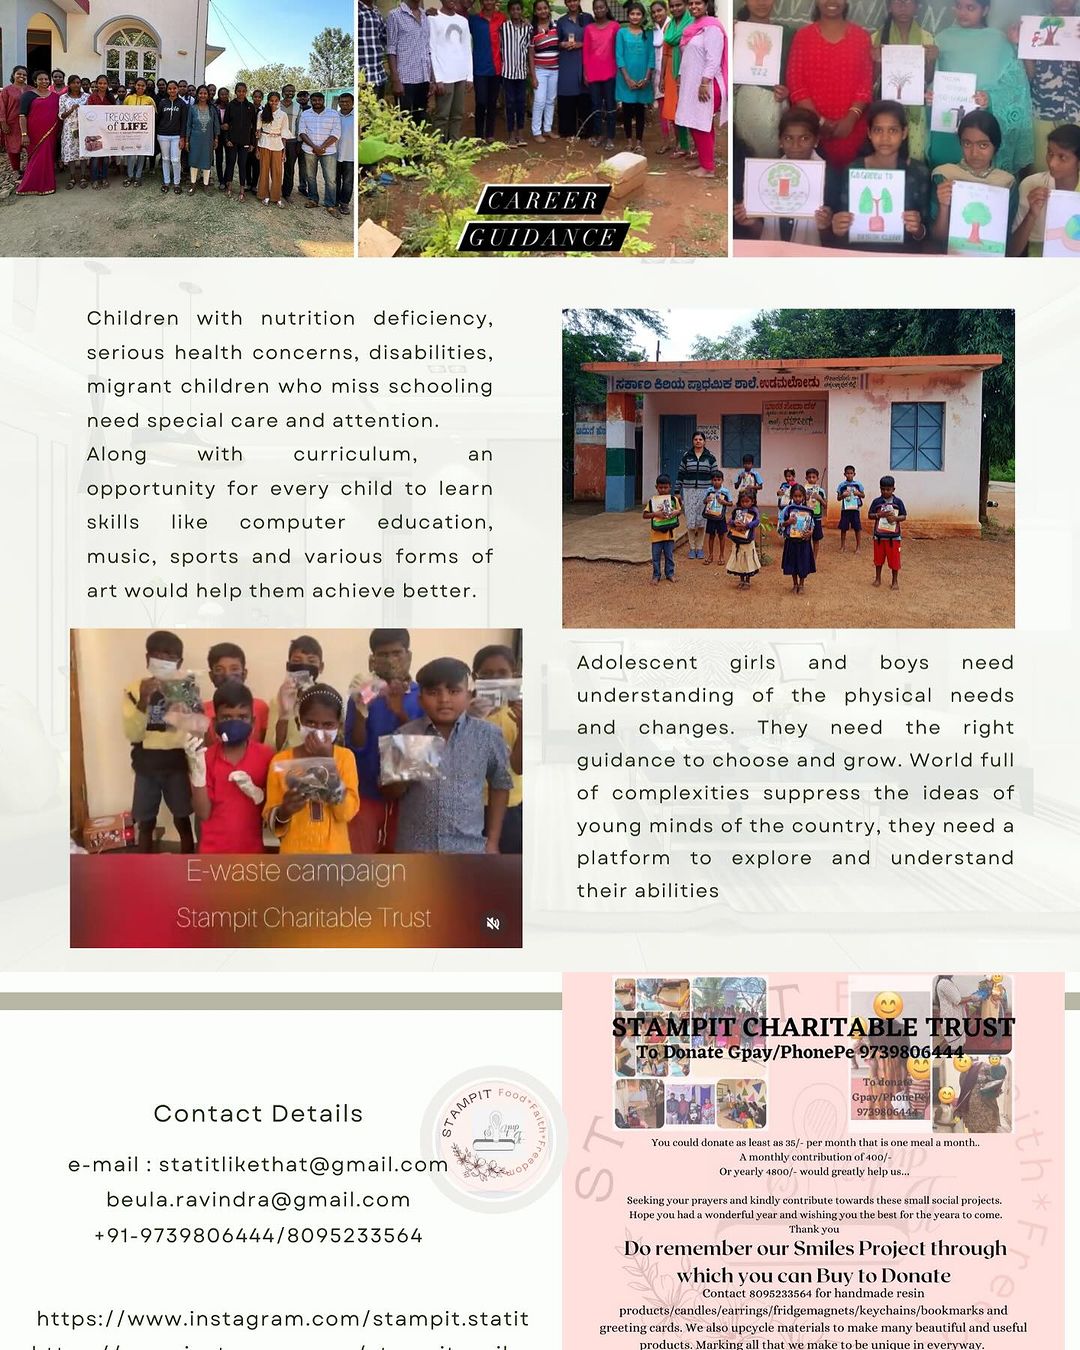 TREASURES
of LIFE
CAREER
GUIDANCE
GO GREEN TO
BREATH CLEAN
Children with nutrition deficiency,
serious health concerns, disabilities,
migrant children who miss schooling
need special care and attention.
Along with curriculum, an
opportunity for every child to learn
skills like computer education,
music, sports and various forms of
art would help them achieve better.
ಸರ್ಕಾರಿ ಕಿರಿಯ ಪ್ರಾಥಮಿಕ ಶಾಲೆ. ಉಡಮಲೋಡು
ಭಾರತ ಸೇವಾ ದಳ
E-waste campaign
Stampit Charitable Trust
Adolescent girls and boys need
understanding of the physical needs
and changes. They need the right
guidance to choose and grow. World full
of complexities suppress the ideas of
young minds of the country, they need a
platform to explore and understand
their abilities
Contact Details
e-mail : statitlikethat@gmail.com
beula.ravindra@gmail.com
+91-9739806444/8095233564
https://www.instagram.com/stampit.statit
STAMPIT Food*Faith*Freedom
STAMPIT CHARITABLE TRUST
To Donate Gpay/PhonePe 9739806444
To donate
Gpay/PhonePe
9739806444
You could donate as least as 35/- per month that is one meal a month..
A monthly contribution of 400/-
Or yearly 4800/- would greatly help us...
Seeking your prayers and kindly contribute towards these small social projects.
Hope you had a wonderful year and wishing you the best for the yeara to come.
Thank you
Do remember our Smiles Project through
which you can Buy to Donate
Contact 8095233564 for handmade resin
products/candles/earrings/fridgemagnets/keychains/bookmarks and
greeting cards. We also upcycle materials to make many beautiful and useful
products. Marking all that we make to be unique in everyway.